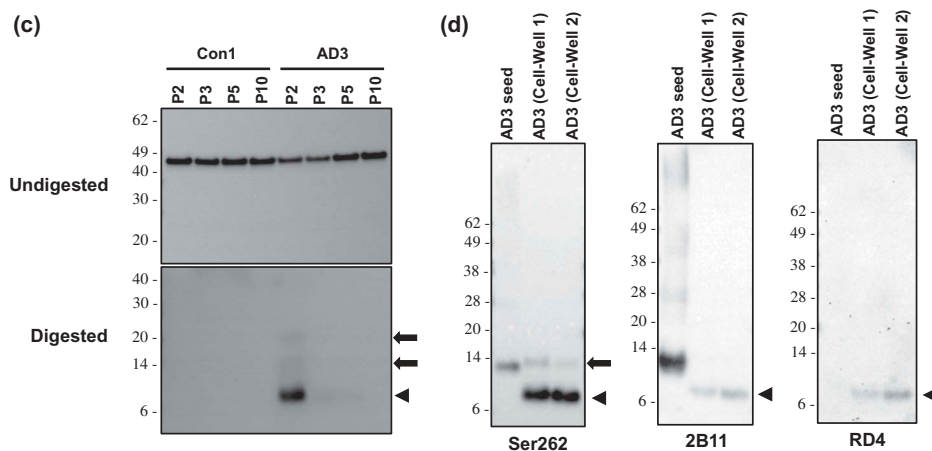 (c)
Con1 AD3
P2 P3 P5 P10 P2 P3 P5 P10
62 -
49 -
40 -
30 -
20 -
Undigested
40 -
30 -
20 -
14 -
6 -
Digested
(d)
AD3 seed
AD3 (Cell-Well 1)
AD3 (Cell-Well 2)
62 -
49 -
38 -
28 -
20 -
14 -
6 -
Ser262
AD3 seed
AD3 (Cell-Well 1)
AD3 (Cell-Well 2)
62 -
49 -
38 -
28 -
20 -
14 -
6 -
2B11
AD3 seed
AD3 (Cell-Well 1)
AD3 (Cell-Well 2)
62 -
49 -
38 -
28 -
20 -
14 -
6 -
RD4